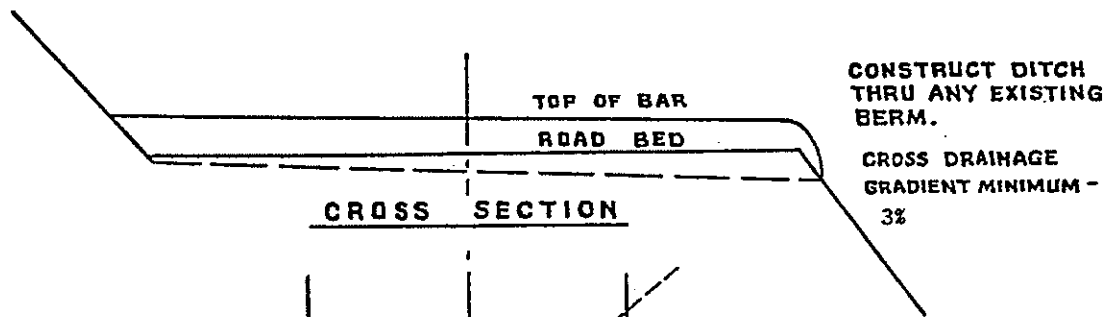 TOP OF BAR
ROAD BED
CROSS SECTION
CONSTRUCT DITCH
THRU ANY EXISTING
BERM.
CROSS DRAINAGE
GRADIENT MINIMUM -
3%